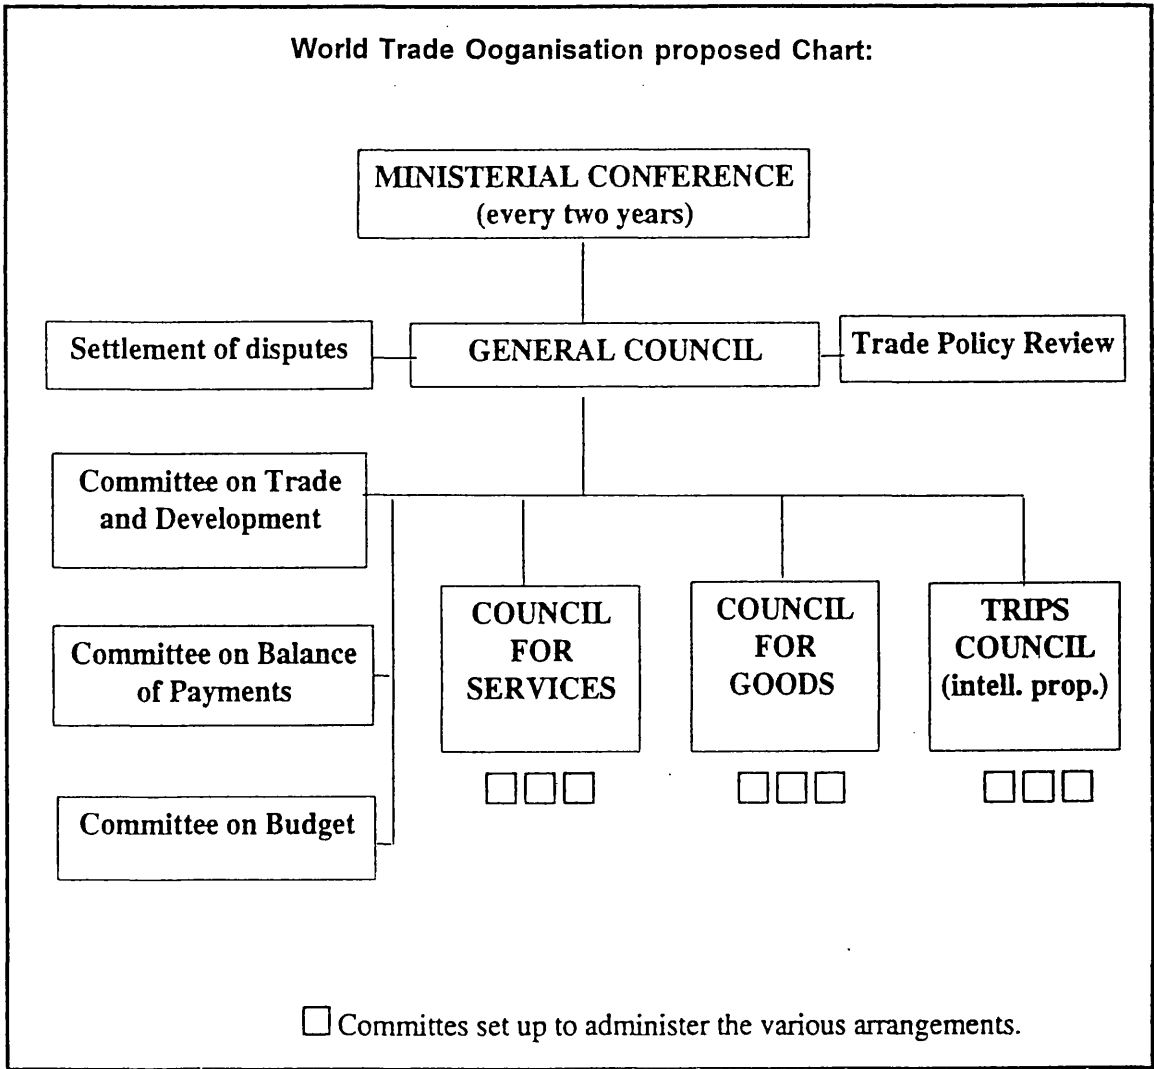 World Trade Ooganisation proposed Chart:
MINISTERIAL CONFERENCE
(every two years)
Settlement of disputes
GENERAL COUNCIL
Trade Policy Review
Committee on Trade
and Development
Committee on Balance
of Payments
Committee on Budget
COUNCIL
FOR
SERVICES
COUNCIL
FOR
GOODS
TRIPS
COUNCIL
(intell. prop.)
Committes set up to administer the various arrangements.